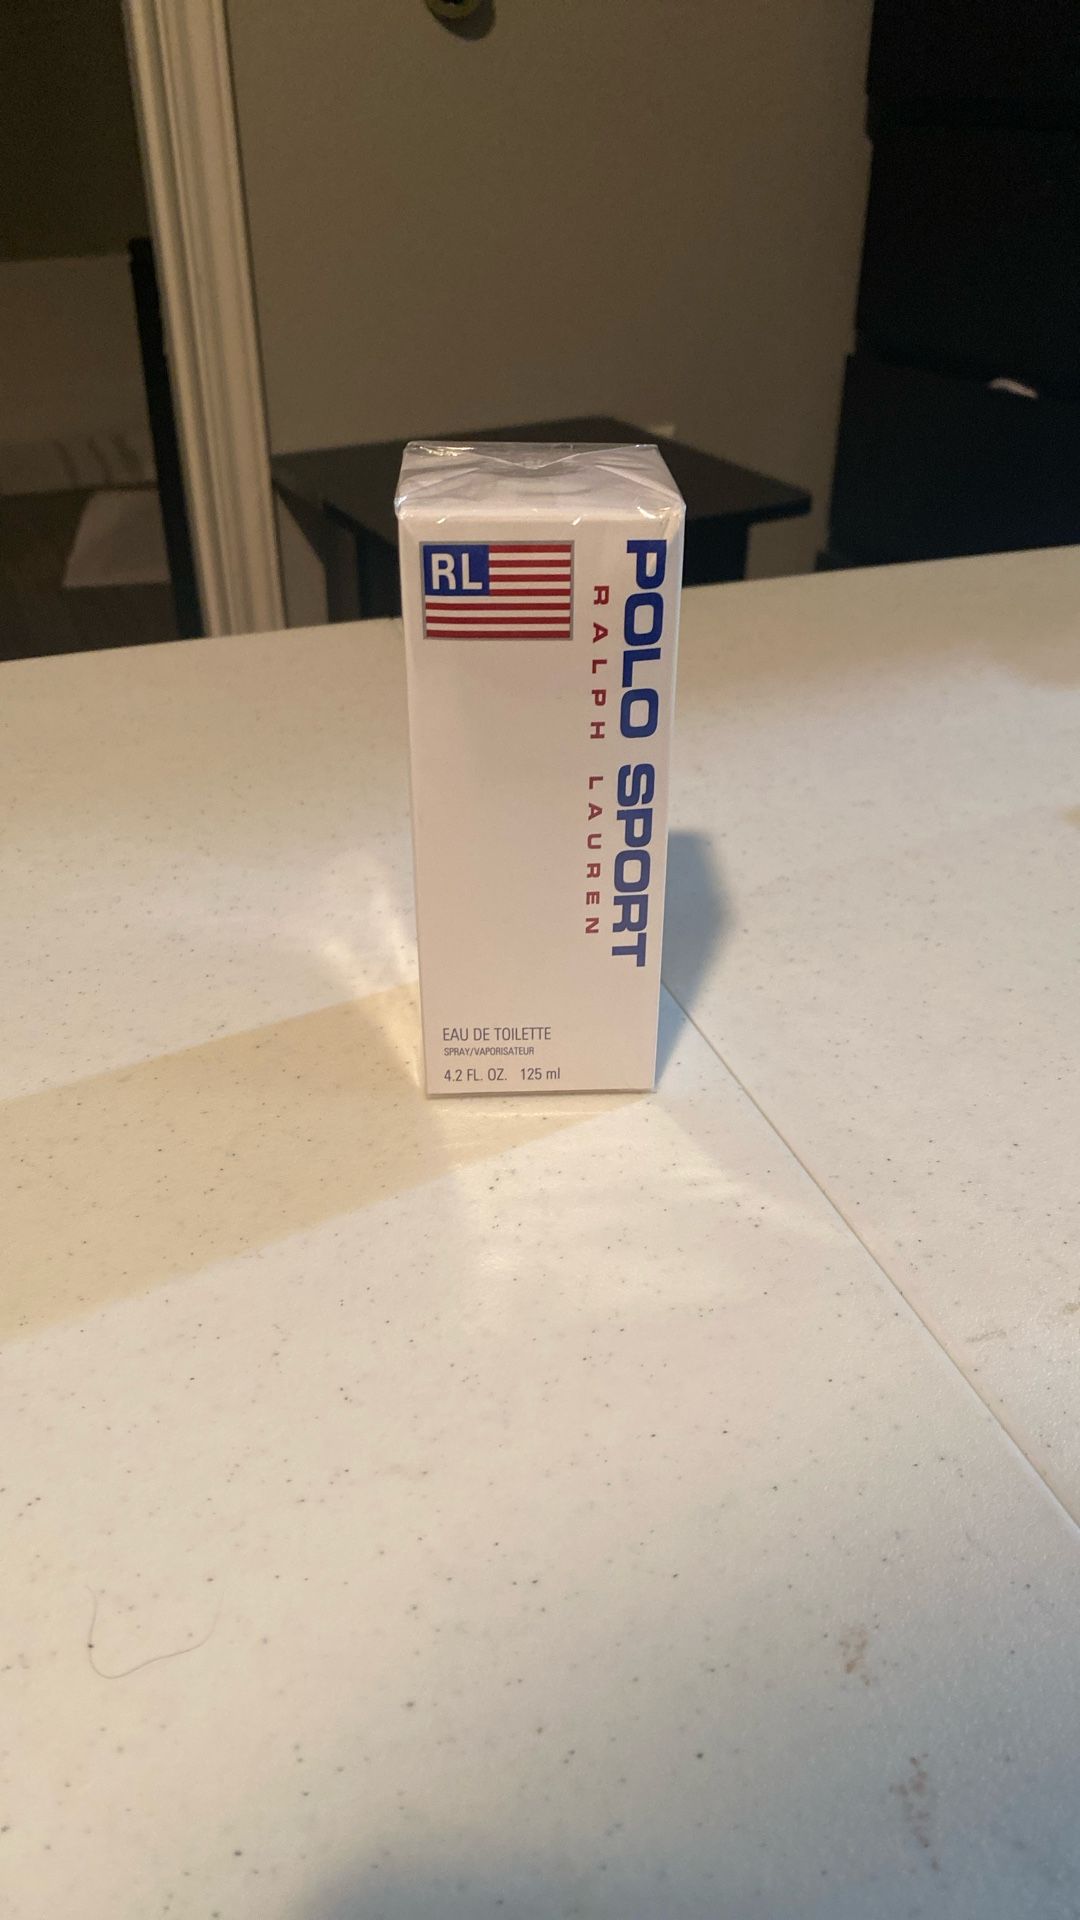 RL
POLO SPORT
RALPH LAUREN
EAU DE TOILETTE
SPRAY/VAPORISATEUR
4.2 FL. OZ. 125 ml